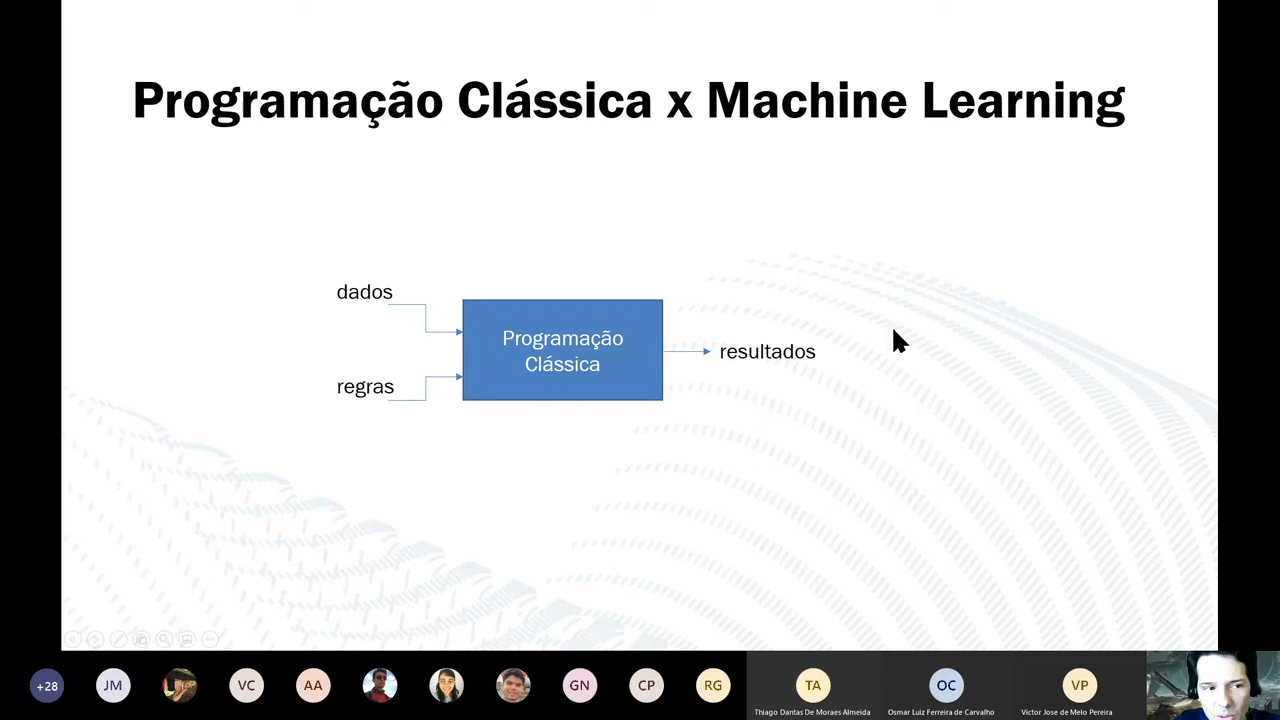 Programação Clássica x Machine Learning
dados
Programação
Clássica
resultados
regras
+28
JM
VC
AA
GN
CP
RG
TA
OC
VP
Thiago Dantas De Moraes Almeida
Osmar Luiz Ferreira de Carvalho
Victor Jose de Melo Pereira